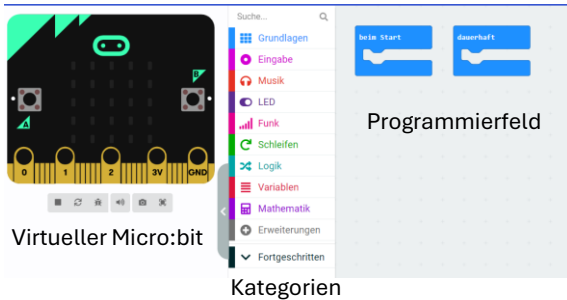 Suche...
Grundlagen
Eingabe
Musik
LED
Funk
Schleifen
Logik
Variablen
Mathematik
Erweiterungen
Fortgeschritten
beim Start
dauerhaft
Programmierfeld
B
A
0 1 2 3V GND
Virtueller Micro:bit
Kategorien